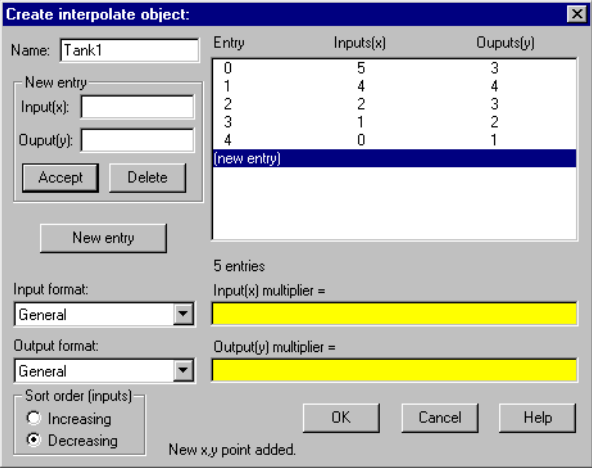 Create interpolate object:
Name: Tank1
New entry
Input(x):
Ouput(y):
Accept Delete
New entry
Entry Inputs(x) Ouputs(y)
0 5 3
1 4 4
2 2 3
3 1 2
4 0 1
(new entry)
5 entries
Input format:
General
Input(x) multiplier =
Output format:
General
Output(y) multiplier =
Sort order (inputs)
Increasing
Decreasing
OK Cancel Help
New x,y point added.